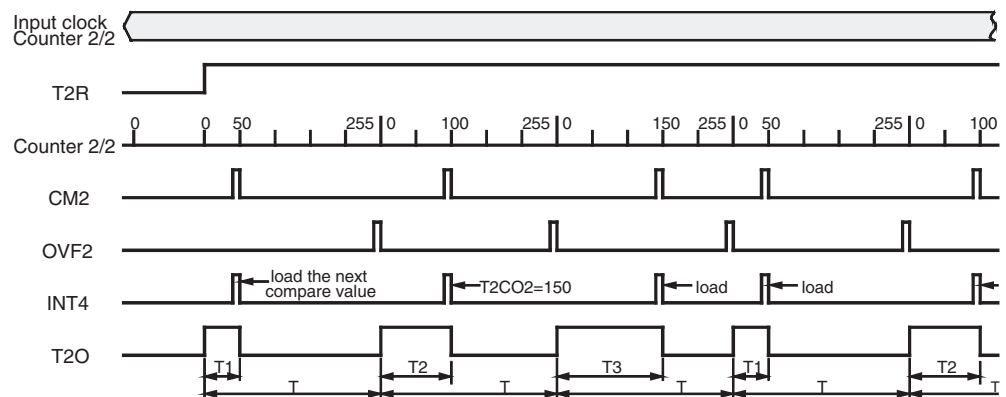 Input clock
Counter 2/2
T2R
0 0 50 255 0 100 255 0 150 255 0 50 255 0 100
Counter 2/2
CM2
OVF2
INT4
load the next
compare value
T2CO2=150
load
load
T2O
T1 T2 T3 T1 T2
T T T T T